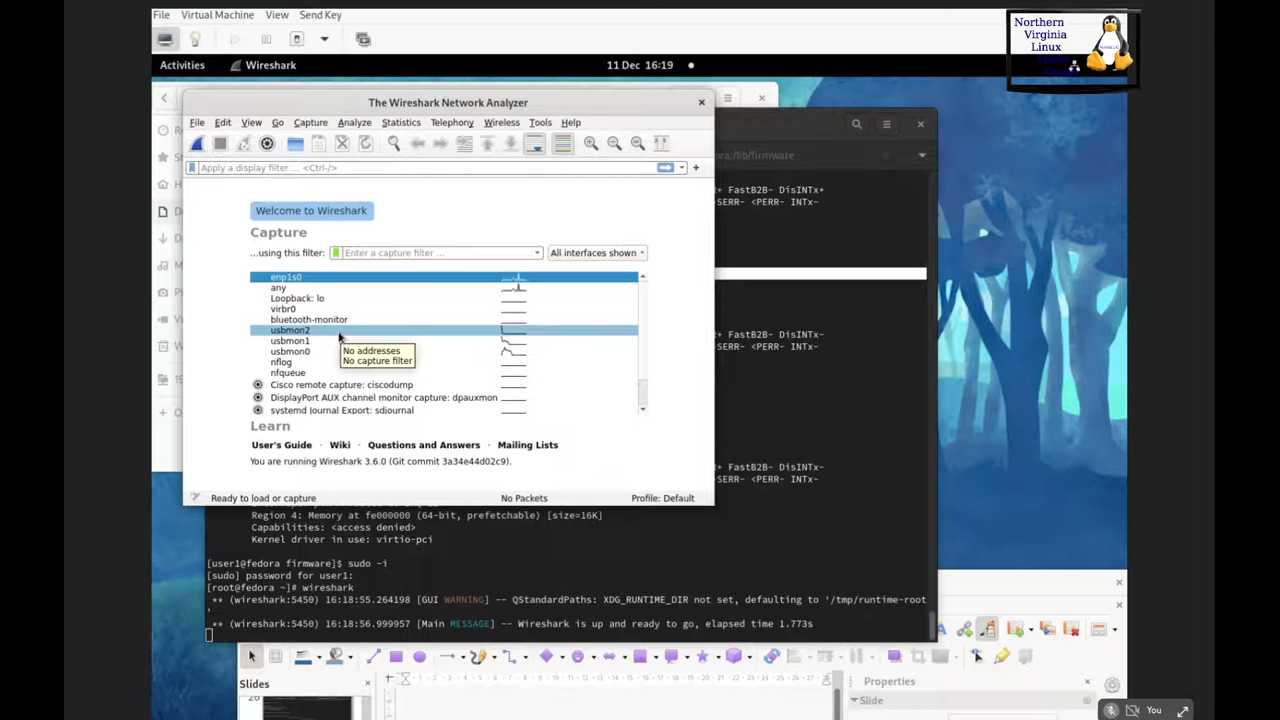 File Virtual Machine View Send Key
Northern
Virginia
Linux
Activities Wireshark 11 Dec 16:19
The Wireshark Network Analyzer
File Edit View Go Capture Analyze Statistics Telephony Wireless Tools Help
Apply a display filter ... <Ctrl-/>
ora:/lib/firmware
+ FastB2B- DisINTx+
-SERR- <PERR- INTx-
Welcome to Wireshark
Capture
...using this filter: Enter a capture filter ... All interfaces shown
enp1s0
any
Loopback: lo
virbr0
bluetooth-monitor
usbmon2
usbmon1
usbmon0
nflog
nfqueue
No addresses
No capture filter
Cisco remote capture: ciscodump
DisplayPort AUX channel monitor capture: dpauxmon
systemd Journal Export: sdjournal
+ FastB2B- DisINTx-
-SERR- <PERR- INTx-
+ FastB2B- DisINTx-
-SERR- <PERR- INTx-
Learn
User's Guide · Wiki · Questions and Answers · Mailing Lists
You are running Wireshark 3.6.0 (Git commit 3a34e44d02c9).
Ready to load or capture No Packets Profile: Default
Region 4: Memory at fe000000 (64-bit, prefetchable) [size=16K]
Capabilities: <access denied>
Kernel driver in use: virtio-pci
[user1@fedora firmware]$ sudo -i
[sudo] password for user1:
[root@fedora ~]# wireshark
** (wireshark:5450) 16:18:55.264198 [GUI WARNING] -- QStandardPaths: XDG_RUNTIME_DIR not set, defaulting to '/tmp/runtime-root
'
** (wireshark:5450) 16:18:56.999957 [Main MESSAGE] -- Wireshark is up and ready to go, elapsed time 1.773s
Slides
Properties
Slide
You